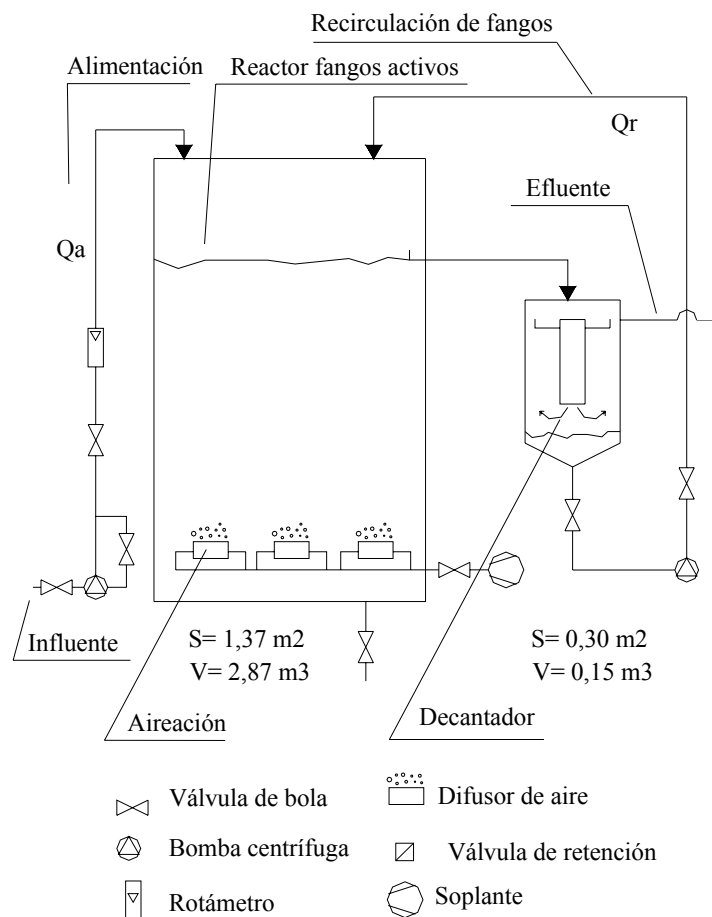 Recirculación de fangos
Alimentación
Reactor fangos activos
Qr
Efluente
Qa
Influente
S= 1,37 m2
V= 2,87 m3
S= 0,30 m2
V= 0,15 m3
Aireación
Decantador
Válvula de bola
Difusor de aire
Bomba centrífuga
Válvula de retención
Rotámetro
Soplante